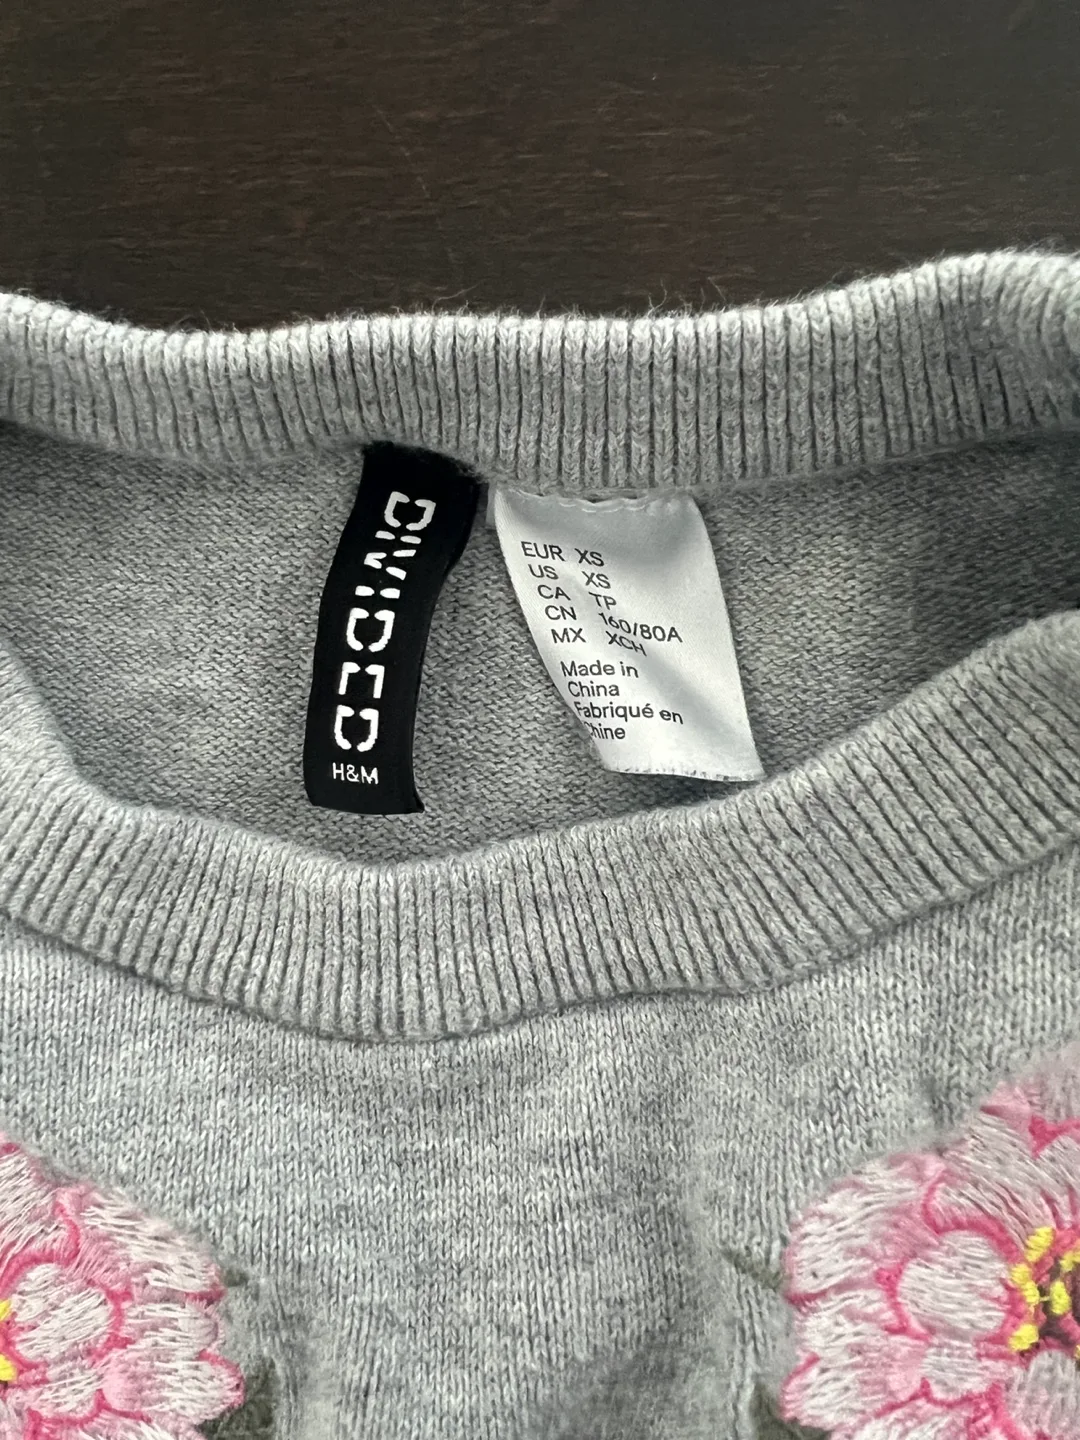 DIVIDED
H&M
EUR XS
US XS
CA TP
CN 160/80A
MX XCH
Made in
China
Fabriqué en
Chine